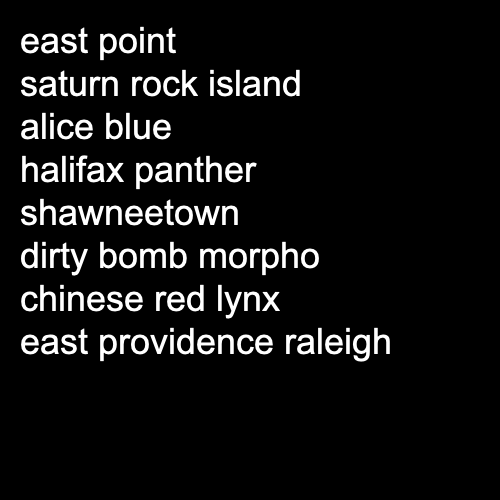 east point
saturn rock island
alice blue
halifax panther
shawneetown
dirty bomb morpho
chinese red lynx
east providence raleigh